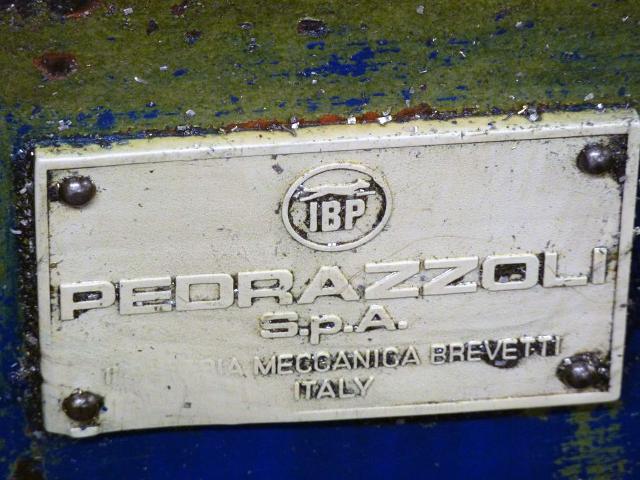 IBP
PEDRAZZOLI
S.p.A.
MECCANICA BREVETTI
ITALY